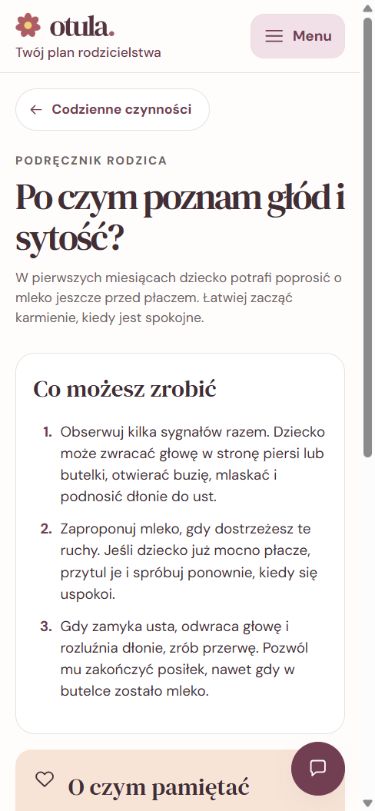 otula.
Menu
Twój plan rodzicielstwa
← Codzienne czynności
PODRĘCZNIK RODZICA
Po czym poznam głód i
sytość?
W pierwszych miesiącach dziecko potrafi poprosić o
mleko jeszcze przed płaczem. Łatwiej zacząć
karmienie, kiedy jest spokojne.
Co możesz zrobić
1. Obserwuj kilka sygnałów razem. Dziecko
może zwracać głowę w stronę piersi lub
butelki, otwierać buzię, mlaskać i
podnosić dłonie do ust.
2. Zaproponuj mleko, gdy dostrzeżesz te
ruchy. Jeśli dziecko już mocno płacze,
przytul je i spróbuj ponownie, kiedy się
uspokoi.
3. Gdy zamyka usta, odwraca głowę i
rozluźnia dłonie, zrób przerwę. Pozwól
mu zakończyć posiłek, nawet gdy w
butelce zostało mleko.
O czym pamiętać